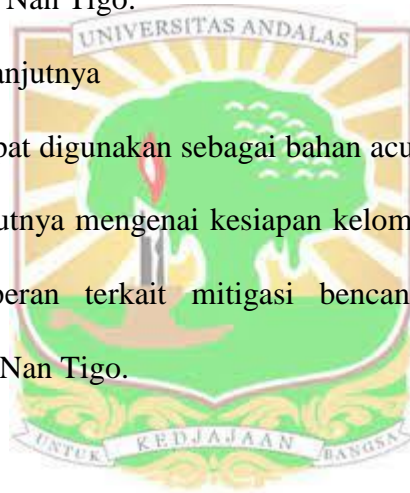 Nan Tigo.
UNIVERSITAS ANDALAS
anjutnya
pat digunakan sebagai bahan acu
utnya mengenai kesiapan kelom
peran terkait mitigasi bencan
Nan Tigo.
UNTUK KEDJAJAAN BANGSA